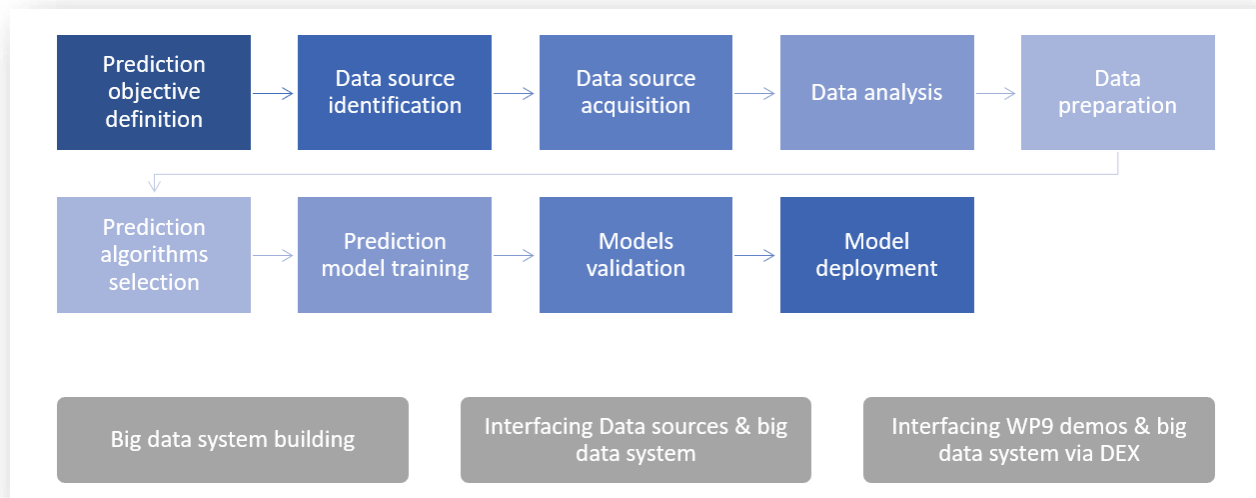 Prediction
objective
definition
Data source
identification
Data source
acquisition
Data analysis
Data
preparation
Prediction
algorithms
selection
Prediction
model training
Models
validation
Model
deployment
Big data system building
Interfacing Data sources & big
data system
Interfacing WP9 demos & big
data system via DEX